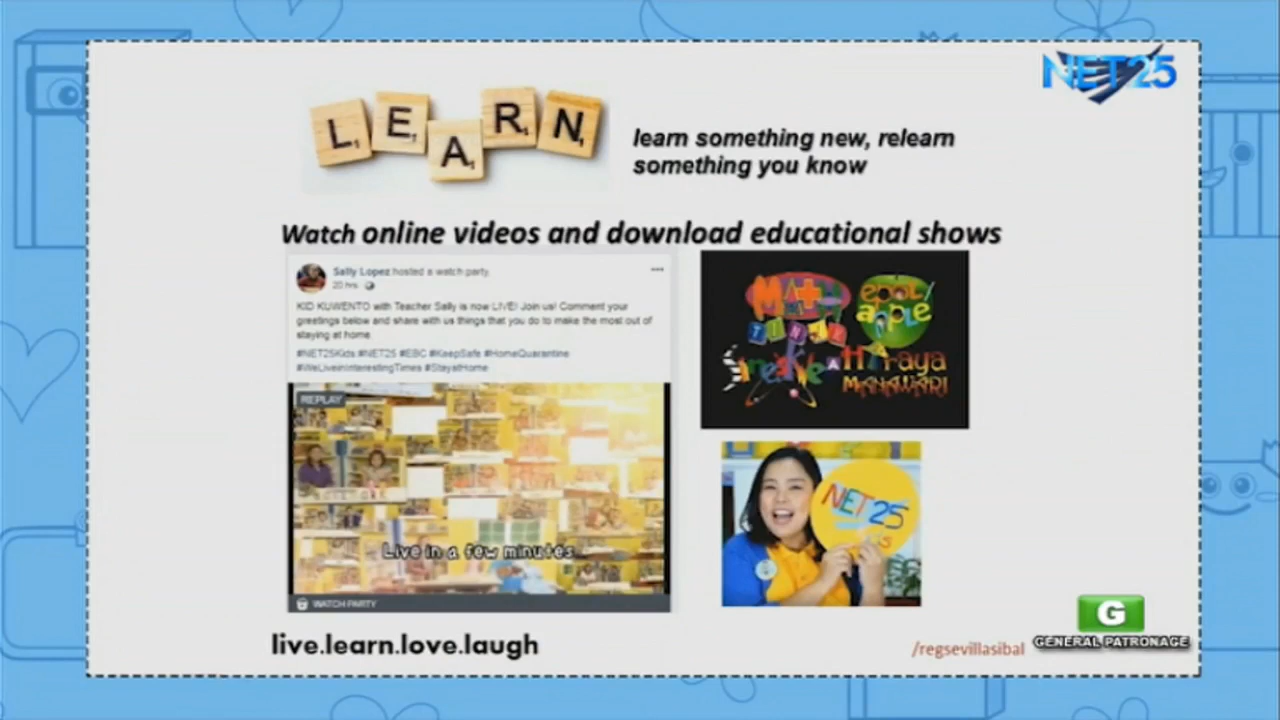 NET25
LEARN
learn something new, relearn
something you know
Watch online videos and download educational shows
Sally Lopez hosted a watch party.
20 hrs
KID KUWENTO with Teacher Sally is now LIVE! Join us! Comment your
greetings below and share with us things that you do to make the most out of
staying at home
#NET25Kids #NET25 #EBC #KeepSafe #HomeQuarantine
#WeLiveInInterestingTimes #StayatHome
REPLAY
Live in a few minutes
WATCH PARTY
MATH
TINIK
epol/
apple
Sineskwela
Hiraya
MANAWARI
NET 25
live.learn.love.laugh
/regsevillasibal
G
GENERAL PATRONAGE